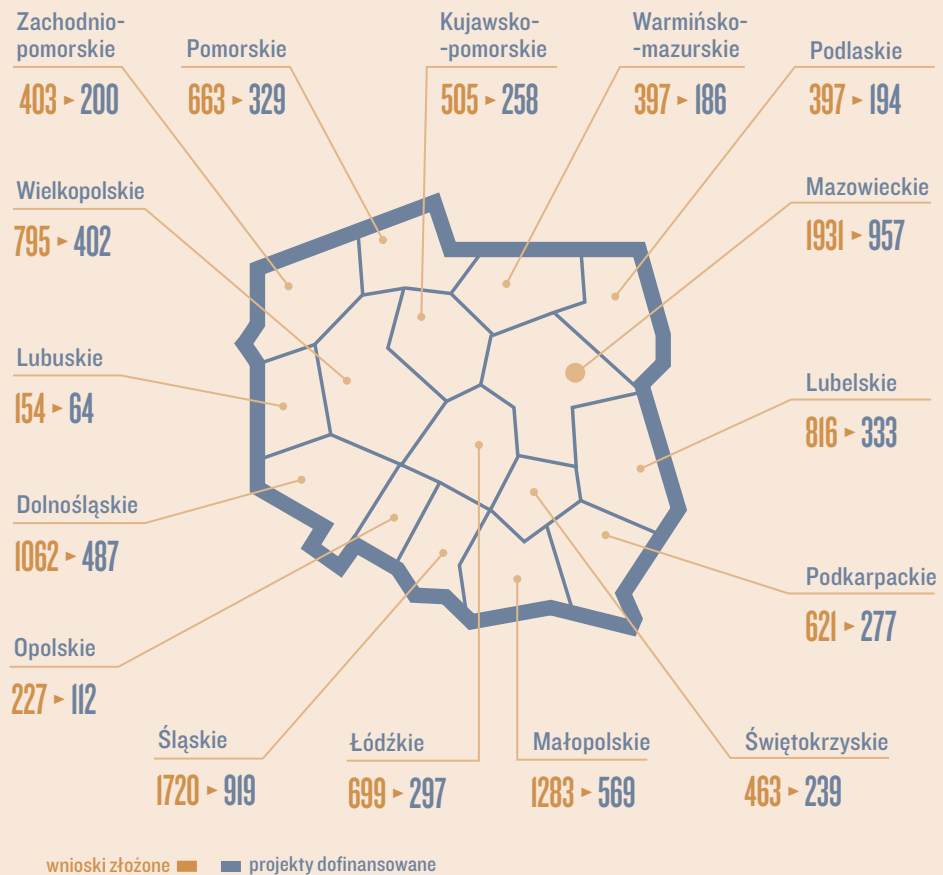 Zachodnio-
pomorskie
403 ▸ 200
Pomorskie
663 ▸ 329
Kujawsko-
-pomorskie
505 ▸ 258
Warmińsko-
-mazurskie
397 ▸ 186
Podlaskie
397 ▸ 194
Wielkopolskie
795 ▸ 402
Mazowieckie
1931 ▸ 957
Lubuskie
154 ▸ 64
Lubelskie
816 ▸ 333
Dolnośląskie
1062 ▸ 487
Podkarpackie
621 ▸ 277
Opolskie
227 ▸ 112
Śląskie
1720 ▸ 919
Łódźkie
699 ▸ 297
Małopolskie
1283 ▸ 569
Świętokrzyskie
463 ▸ 239
wnioski złożone
projekty dofinansowane